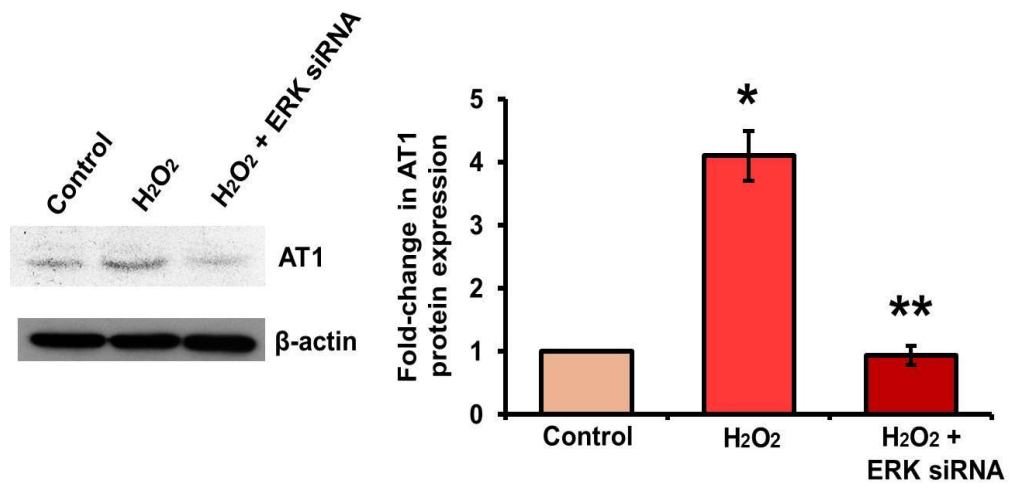 Control
H₂O₂
H₂O₂ + ERK siRNA
AT1
β-actin
Fold-change in AT1
protein expression
5
4
3
2
1
0
*
**
Control
H₂O₂
H₂O₂ +
ERK siRNA